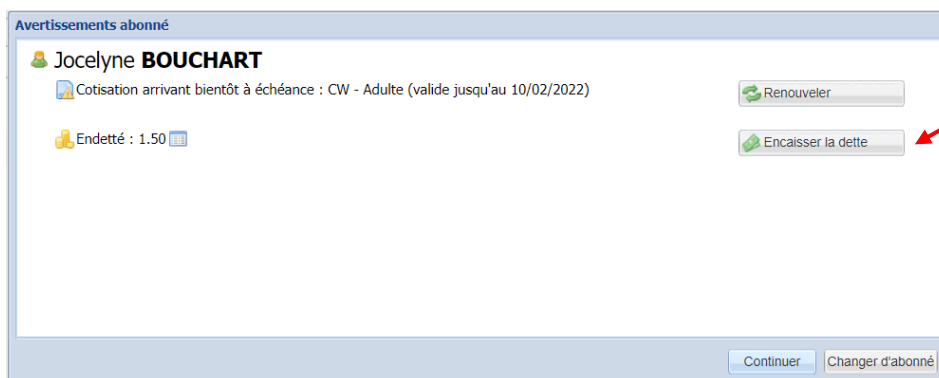 Avertissements abonné
Jocelyne BOUCHART
Cotisation arrivant bientôt à échéance : CW - Adulte (valide jusqu'au 10/02/2022)
Renouveler
Endetté : 1.50
Encaisser la dette
Continuer
Changer d'abonné